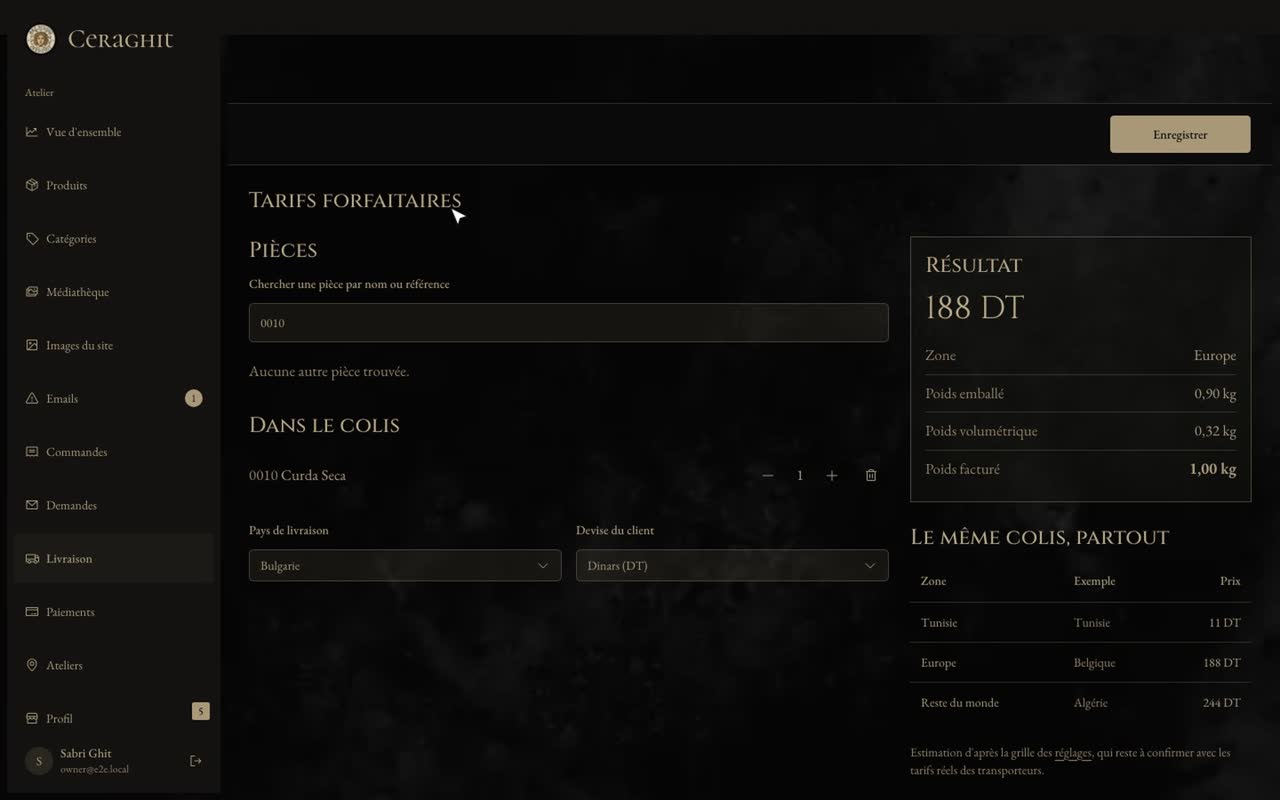 Ceraghit
Atelier
Vue d'ensemble
Produits
Catégories
Médiathèque
Images du site
Emails
1
Commandes
Demandes
Livraison
Paiements
Ateliers
Profil
5
S
Sabri Ghit
owner@e2e.local
Enregistrer
Tarifs forfaitaires
Pièces
Chercher une pièce par nom ou référence
0010
Aucune autre pièce trouvée.
Dans le colis
0010 Curda Seca
1
Pays de livraison
Devise du client
Bulgarie
Dinars (DT)
Résultat
188 DT
Zone Europe
Poids emballé 0,90 kg
Poids volumétrique 0,32 kg
Poids facturé 1,00 kg
Le même colis, partout
Zone Exemple Prix
Tunisie Tunisie 11 DT
Europe Belgique 188 DT
Reste du monde Algérie 244 DT
Estimation d'après la grille des réglages, qui reste à confirmer avec les
tarifs réels des transporteurs.